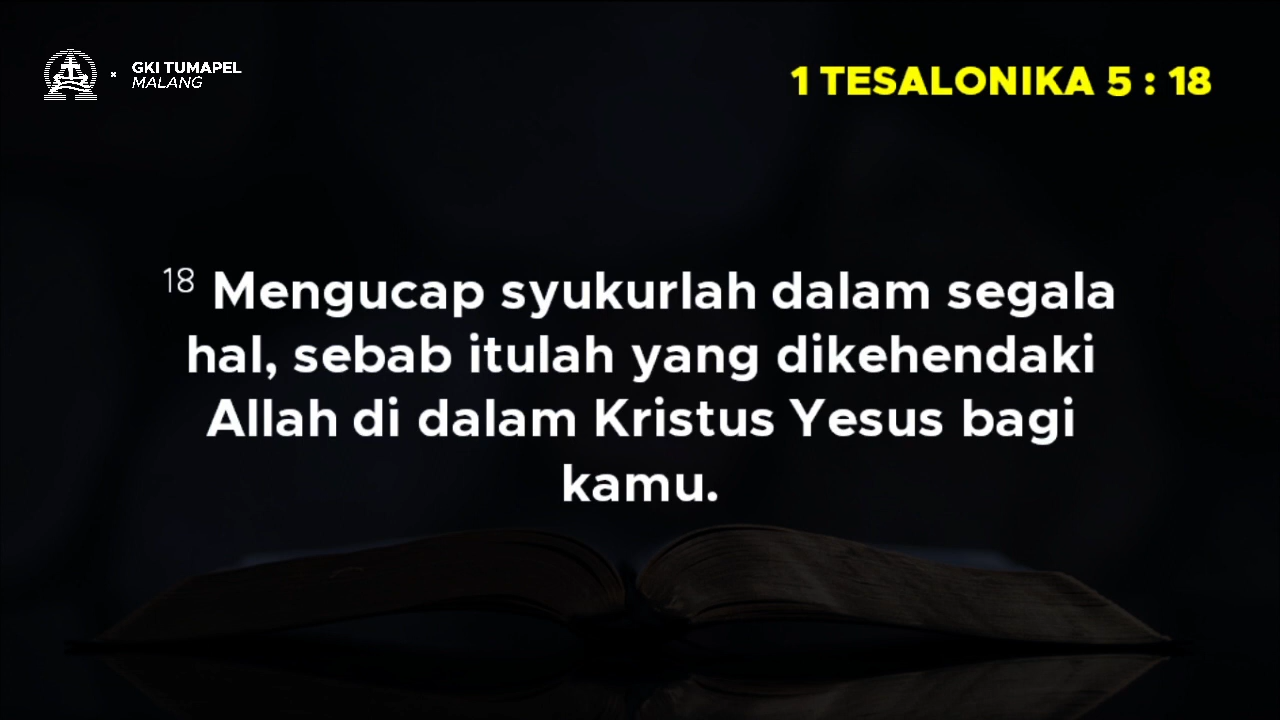 GKI TUMAPEL
MALANG
1 TESALONIKA 5 : 18
18 Mengucap syukurlah dalam segala
hal, sebab itulah yang dikehendaki
Allah di dalam Kristus Yesus bagi
kamu.